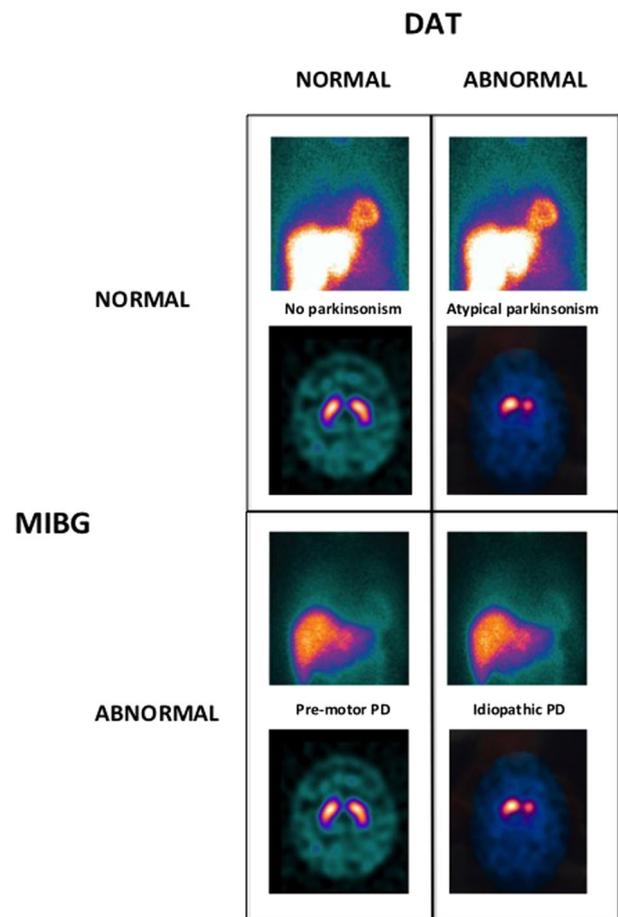 DAT
NORMAL ABNORMAL
NORMAL
No parkinsonism Atypical parkinsonism
MIBG
ABNORMAL
Pre-motor PD Idiopathic PD